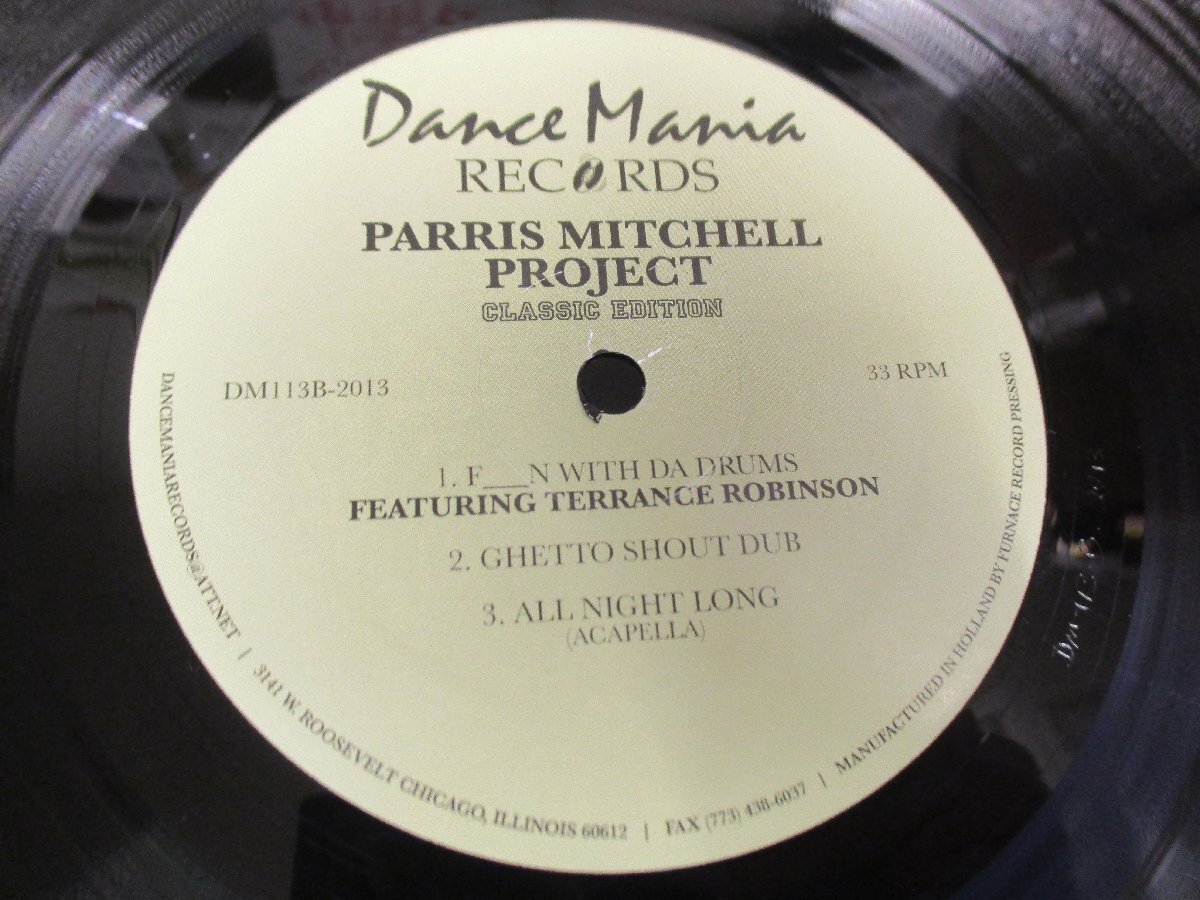 Dance Mania
RECORDS
PARRIS MITCHELL
PROJECT
CLASSIC EDITION
DM113B-2013
33 RPM
1. F___N WITH DA DRUMS
FEATURING TERRANCE ROBINSON
2. GHETTO SHOUT DUB
3. ALL NIGHT LONG
(ACAPELLA)
DANCEMANIARECORDS@ATT.NET | 3141 W. ROOSEVELT CHICAGO, ILLINOIS 60612 | FAX (773) 438-6037 | MANUFACTURED IN HOLLAND BY FURNACE RECORD PRESSING